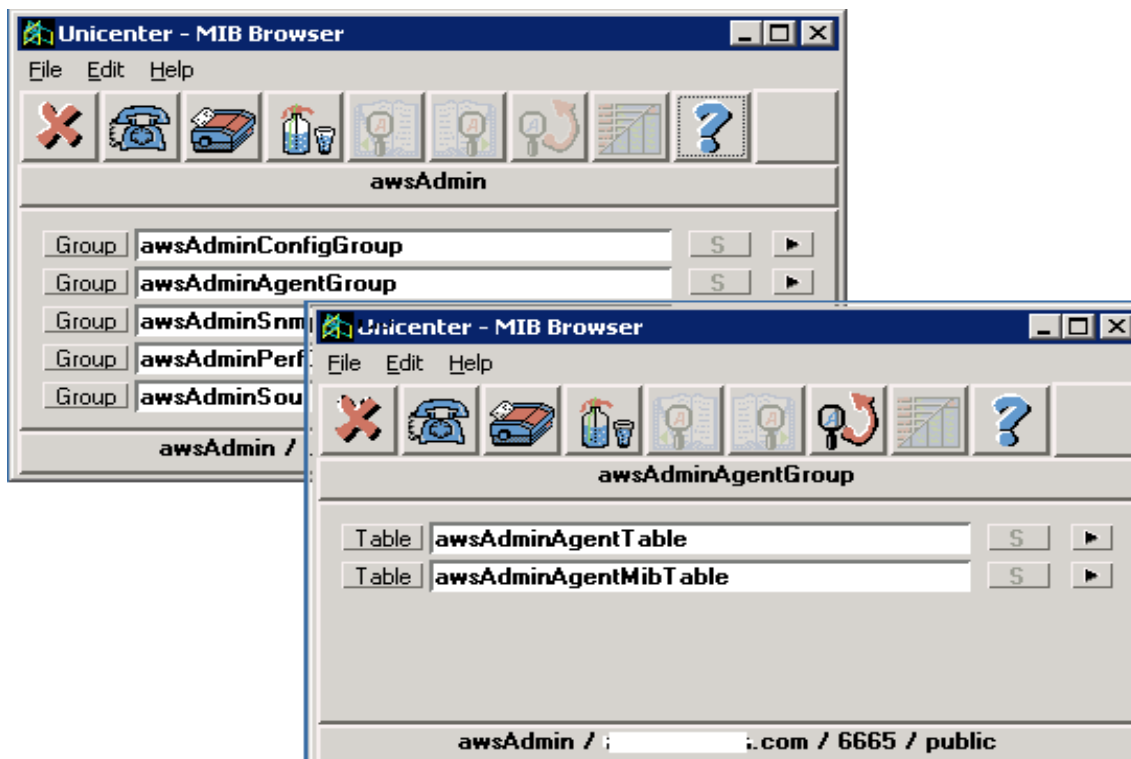 Unicenter - MIB Browser
File Edit Help
awsAdmin
Group awsAdminConfigGroup S
Group awsAdminAgentGroup S
Group
Group
Group
awsAdmin /
Unicenter - MIB Browser
File Edit Help
awsAdminAgentGroup
Table awsAdminAgentTable S
Table awsAdminAgentMibTable S
awsAdmin / .com / 6665 / public